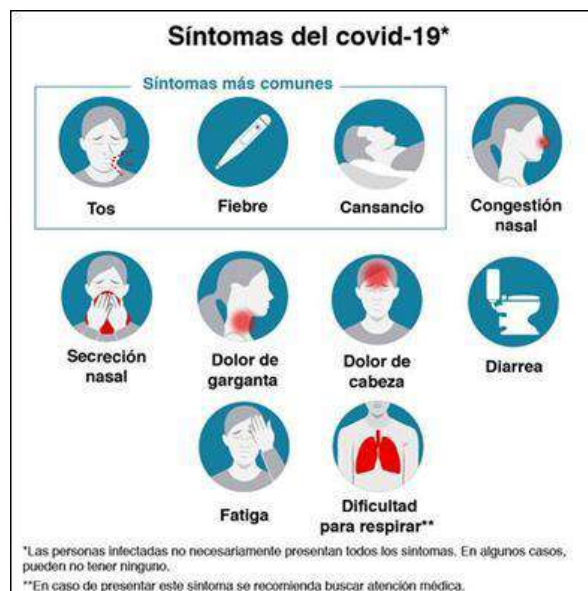 Síntomas del covid-19*
Síntomas más comunes
Tos
Fiebre
Cansancio
Congestión
nasal
Secreción
nasal
Dolor de
garganta
Dolor de
cabeza
Diarrea
Fatiga
Dificultad
para respirar**
*Las personas infectadas no necesariamente presentan todos los síntomas. En algunos casos,
pueden no tener ninguno.
**En caso de presentar este síntoma se recomienda buscar atención médica.